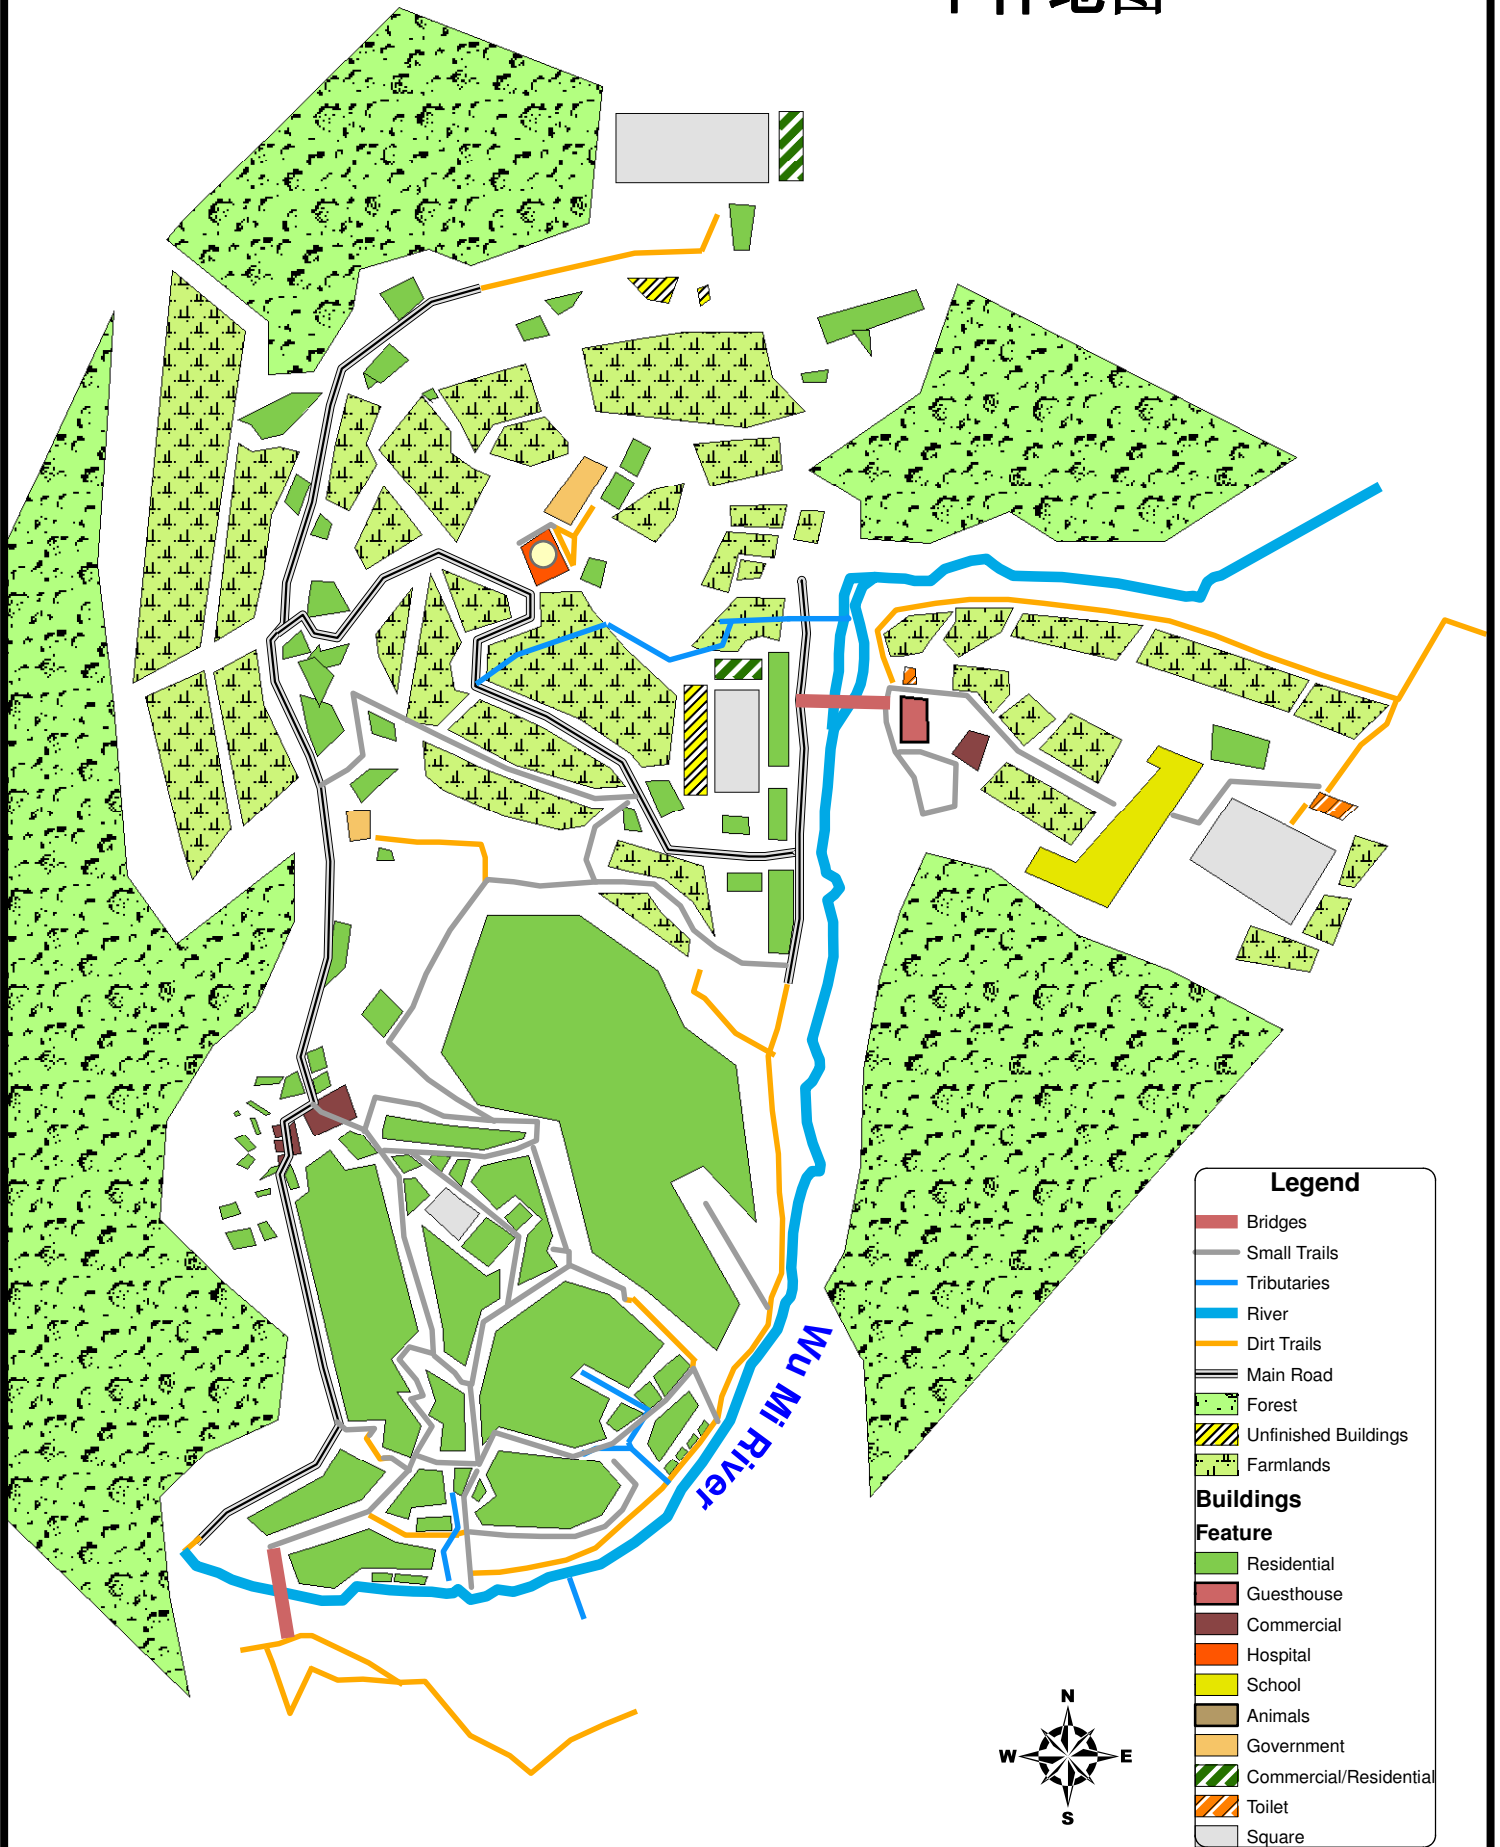 Wu Mi River
Legend
Bridges
Small Trails
Tributaries
River
Dirt Trails
Main Road
Forest
Unfinished Buildings
Farmlands
Buildings
Feature
Residential
Guesthouse
Commercial
Hospital
School
Animals
Government
Commercial/Residential
Toilet
Square
N
W E
S